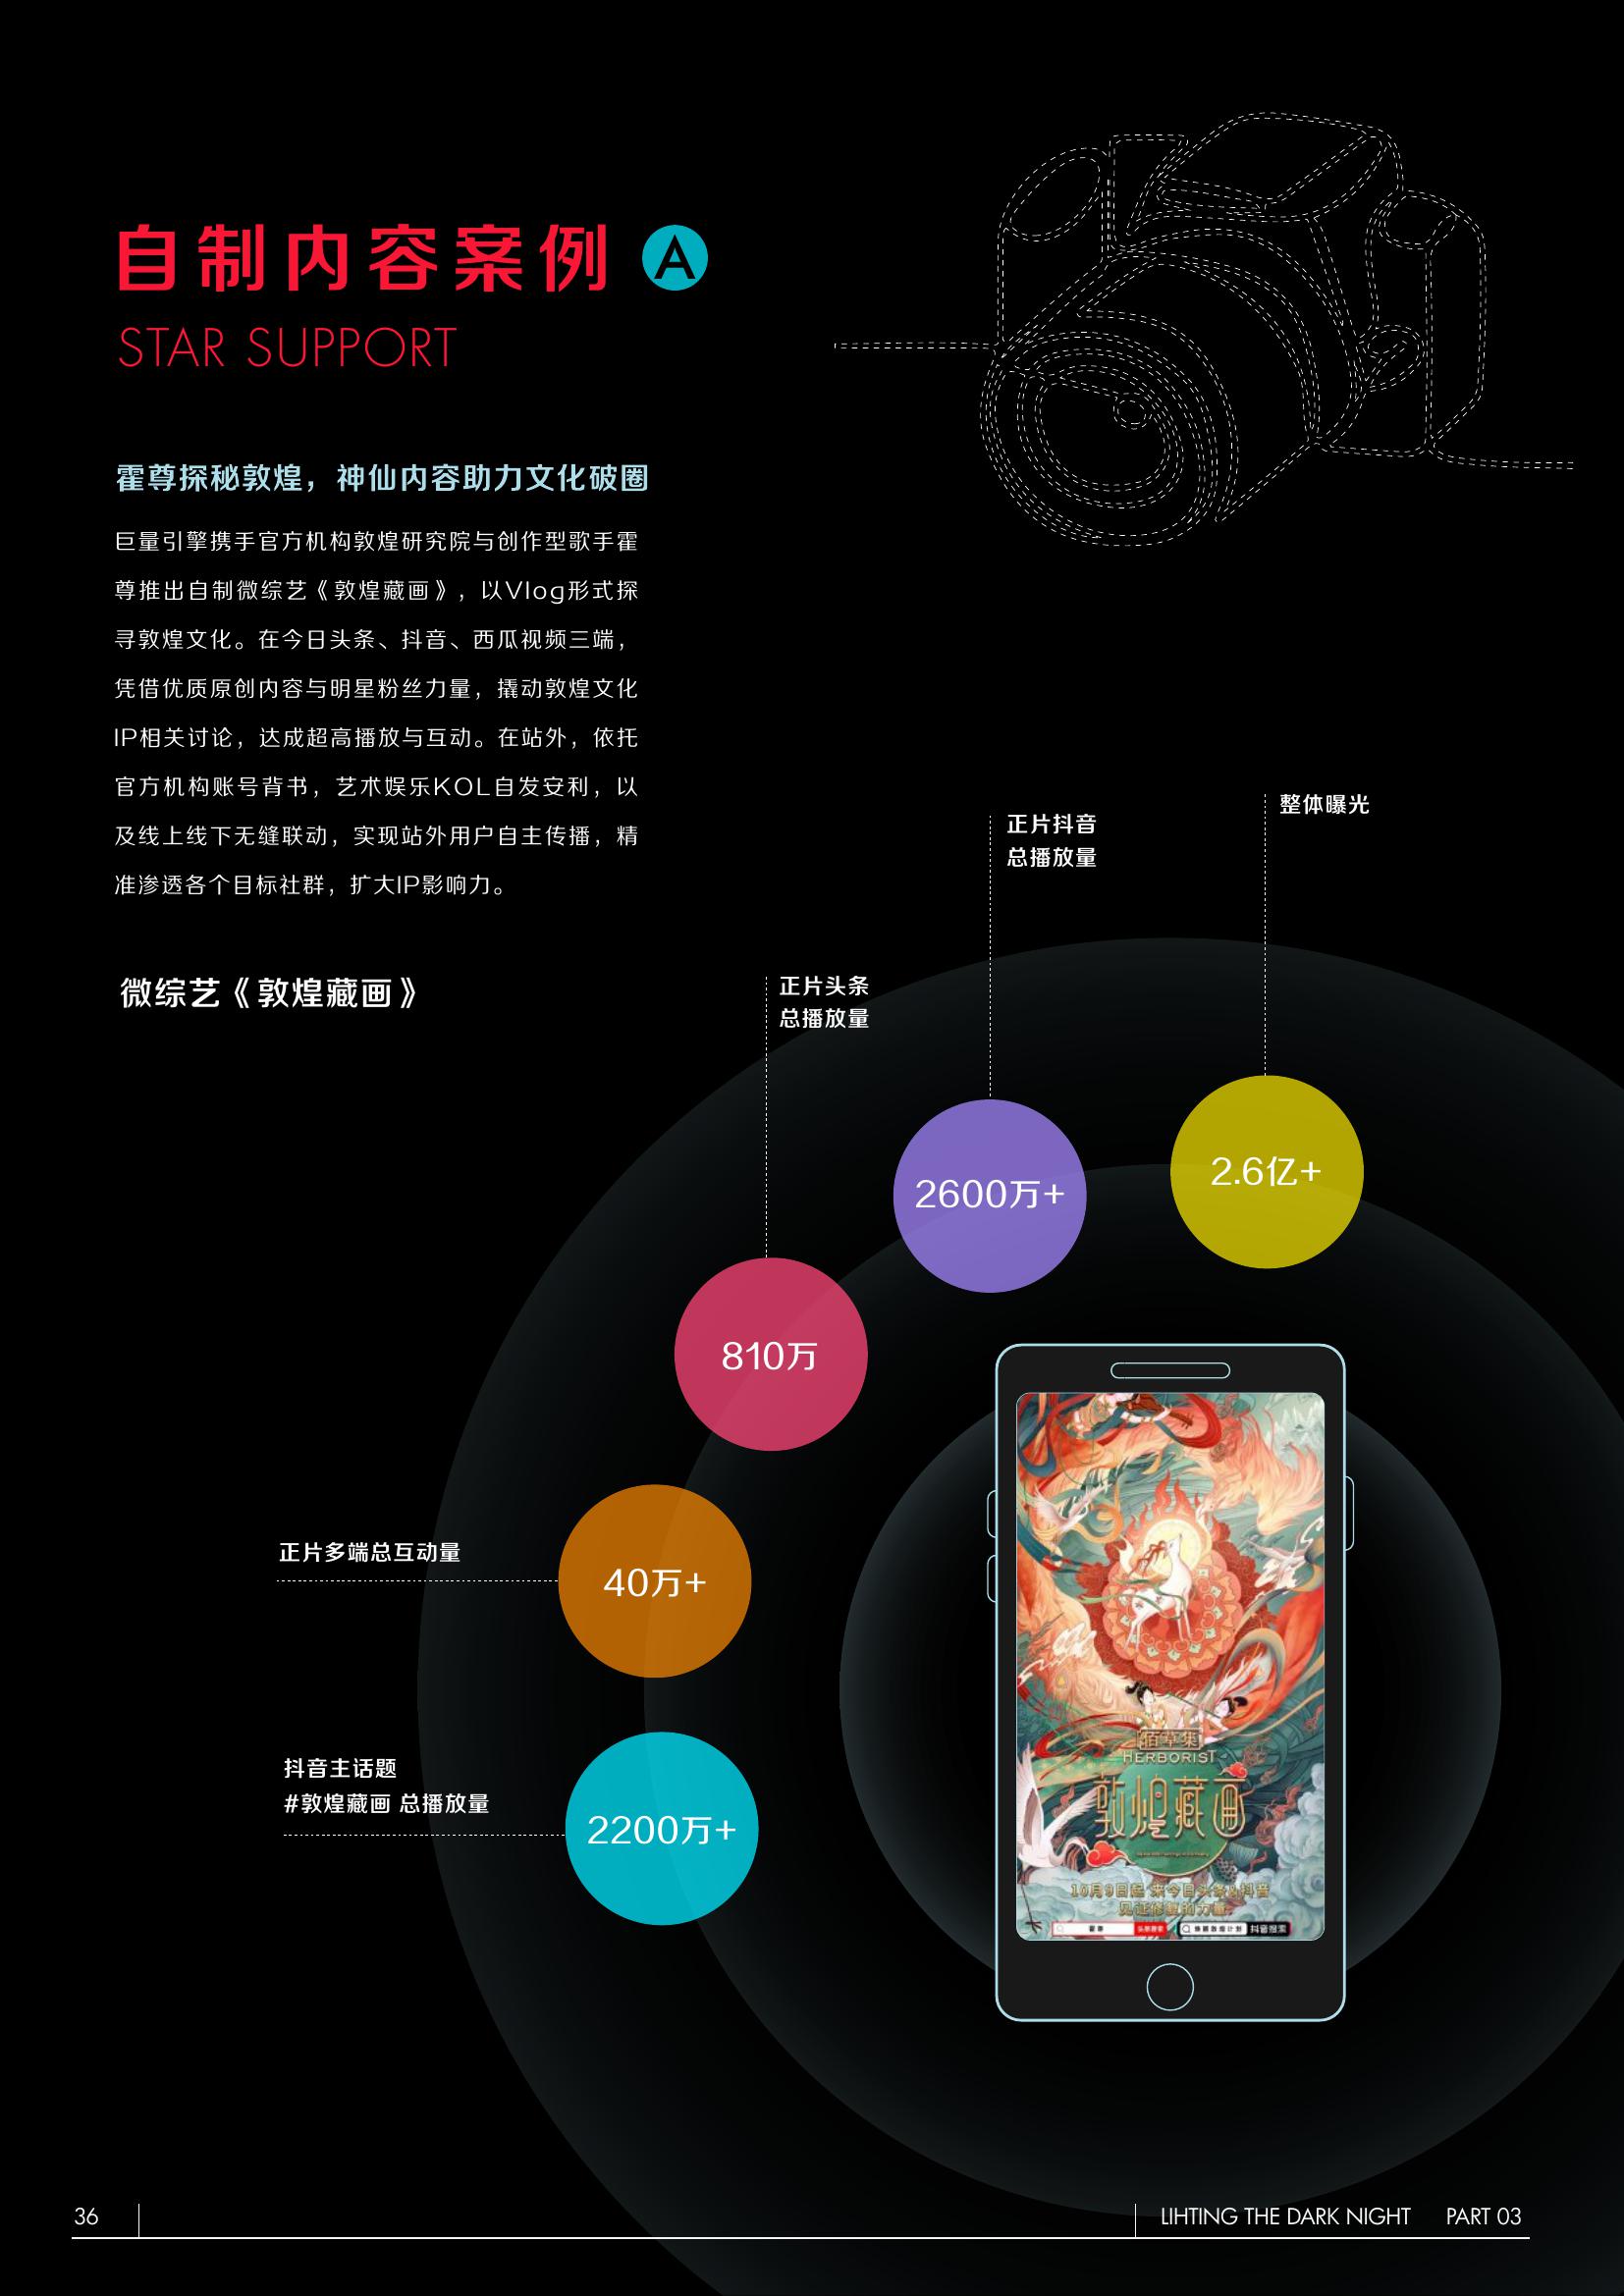 自制内容案例 A
STAR SUPPORT
霍尊探秘敦煌，神仙内容助力文化破圈
巨量引擎携手官方机构敦煌研究院与创作型歌手霍
尊推出自制微综艺《敦煌藏画》，以Vlog形式探
寻敦煌文化。在今日头条、抖音、西瓜视频三端，
凭借优质原创内容与明星粉丝力量，撬动敦煌文化
IP相关讨论，达成超高播放与互动。在站外，依托
官方机构账号背书，艺术娱乐KOL自发安利，以
及线上线下无缝联动，实现站外用户自主传播，精
准渗透各个目标社群，扩大IP影响力。
微综艺《敦煌藏画》
整体曝光
2.6亿+
正片抖音
总播放量
2600万+
正片头条
总播放量
810万
正片多端总互动量
40万+
抖音主话题
#敦煌藏画 总播放量
2200万+
佰草集
HERBORIST
敦煌藏画
10月9日起 来今日头条&抖音
见证修复的力量
36
LIHTING THE DARK NIGHT
PART 03